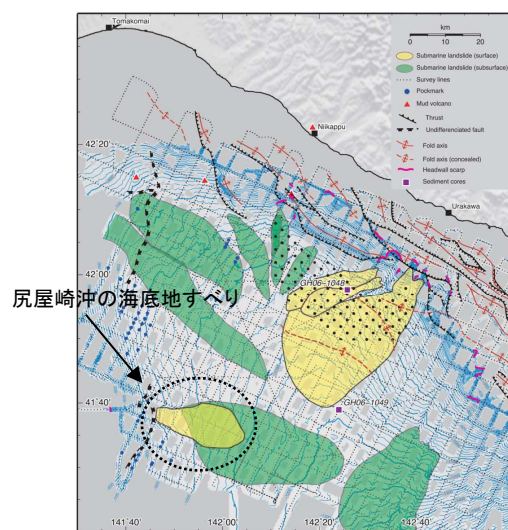 Tomakomai
km
0 10 20
Submarine landslide (surface)
Submarine landslide (subsurface)
Survey lines
Pockmark
Mud volcano
Thrust
Undifferenciated fault
Fold axis
Fold axis (concealed)
Headwall scarp
Sediment cores
Niikappu
42°20'
Urakawa
42°00'
GH06-1048
尻屋崎沖の海底地すべり
41°40'
GH06-1049
141°40' 142°00' 142°20' 142°40'